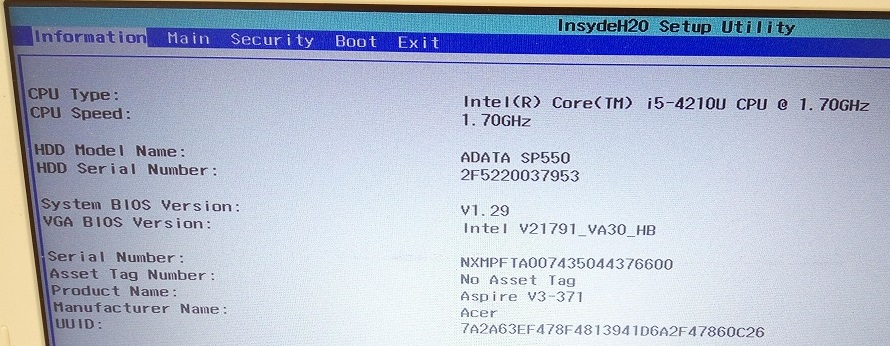 InsydeH20 Setup Utility
Information Main Security Boot Exit
CPU Type: Intel(R) Core(TM) i5-4210U CPU @ 1.70GHz
CPU Speed: 1.70GHz
HDD Model Name: ADATA SP550
HDD Serial Number: 2F5220037953
System BIOS Version: V1.29
VGA BIOS Version: Intel V21791_VA30_HB
Serial Number: NXMPFTA007435044376600
Asset Tag Number: No Asset Tag
Product Name: Aspire V3-371
Manufacturer Name: Acer
UUID: 7A2A63EF478F4813941D6A2F47860C26